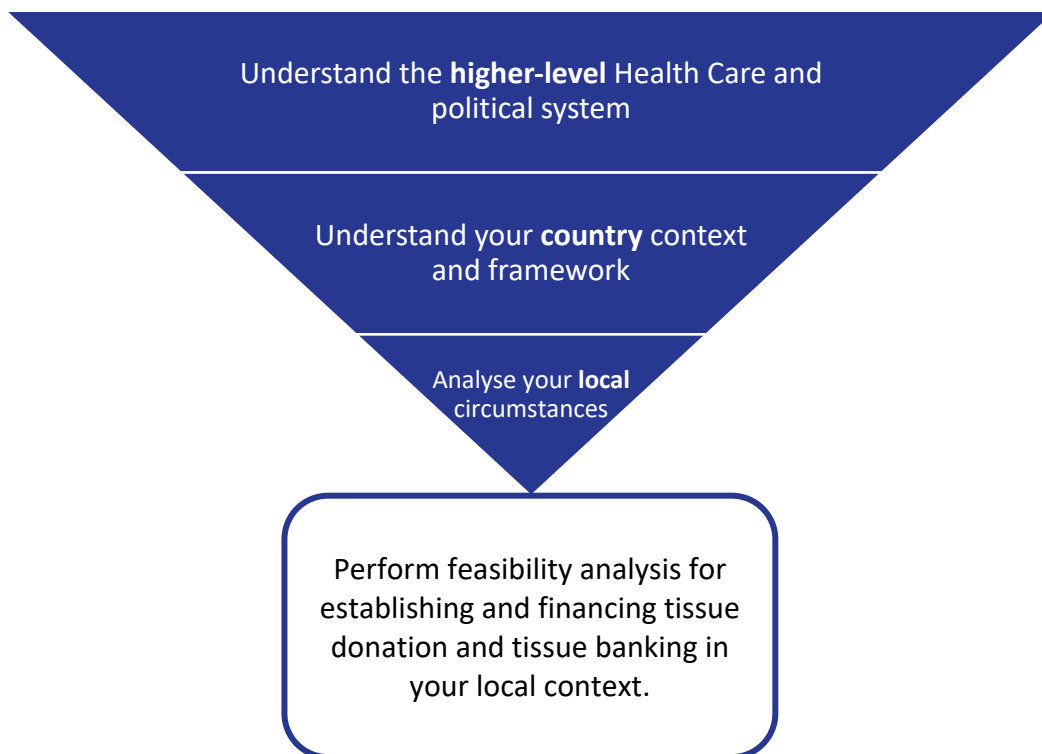 Understand the higher-level Health Care and
political system
Understand your country context
and framework
Analyse your local
circumstances
Perform feasibility analysis for
establishing and financing tissue
donation and tissue banking in
your local context.